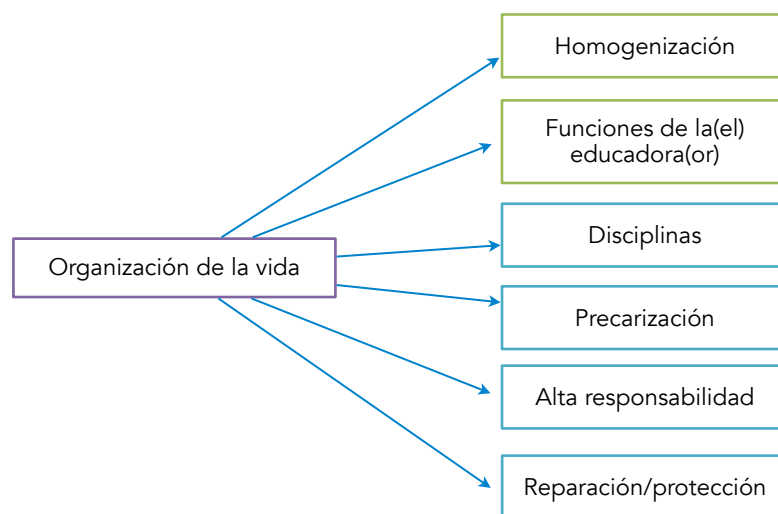 Homogenización
Funciones de la(el)
educadora(or)
Disciplinas
Organización de la vida
Precarización
Alta responsabilidad
Reparación/protección